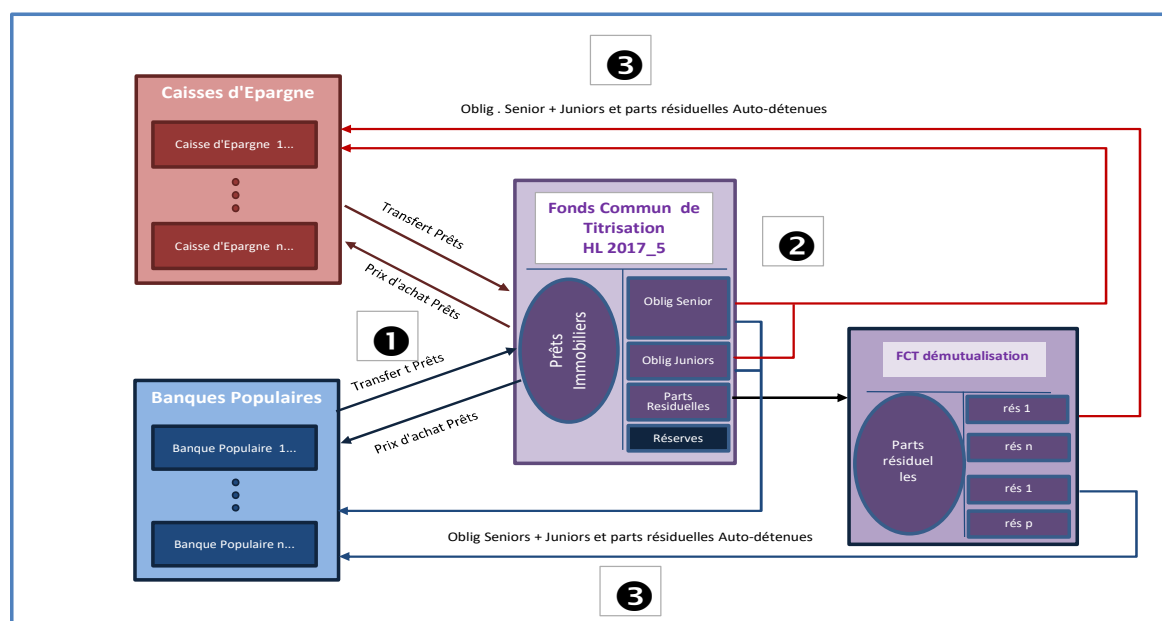 ❸
Oblig . Senior + Juniors et parts résiduelles Auto-détenues
Caisses d'Epargne
Caisse d'Epargne 1...
Caisse d'Epargne n...
Transfert Prêts
Prix d'achat Prêts
❶
Transfer t Prêts
Prix d'achat Prêts
Banques Populaires
Banque Populaire 1...
Banque Populaire n...
Fonds Commun de
Titrisation
HL 2017_5
Prêts
Immobiliers
Oblig Senior
Oblig Juniors
Parts
Residuelles
Réserves
❷
FCT démutualisation
Parts
résiduel
les
rés 1
rés n
rés 1
rés p
Oblig Seniors + Juniors et parts résiduelles Auto-détenues
❸